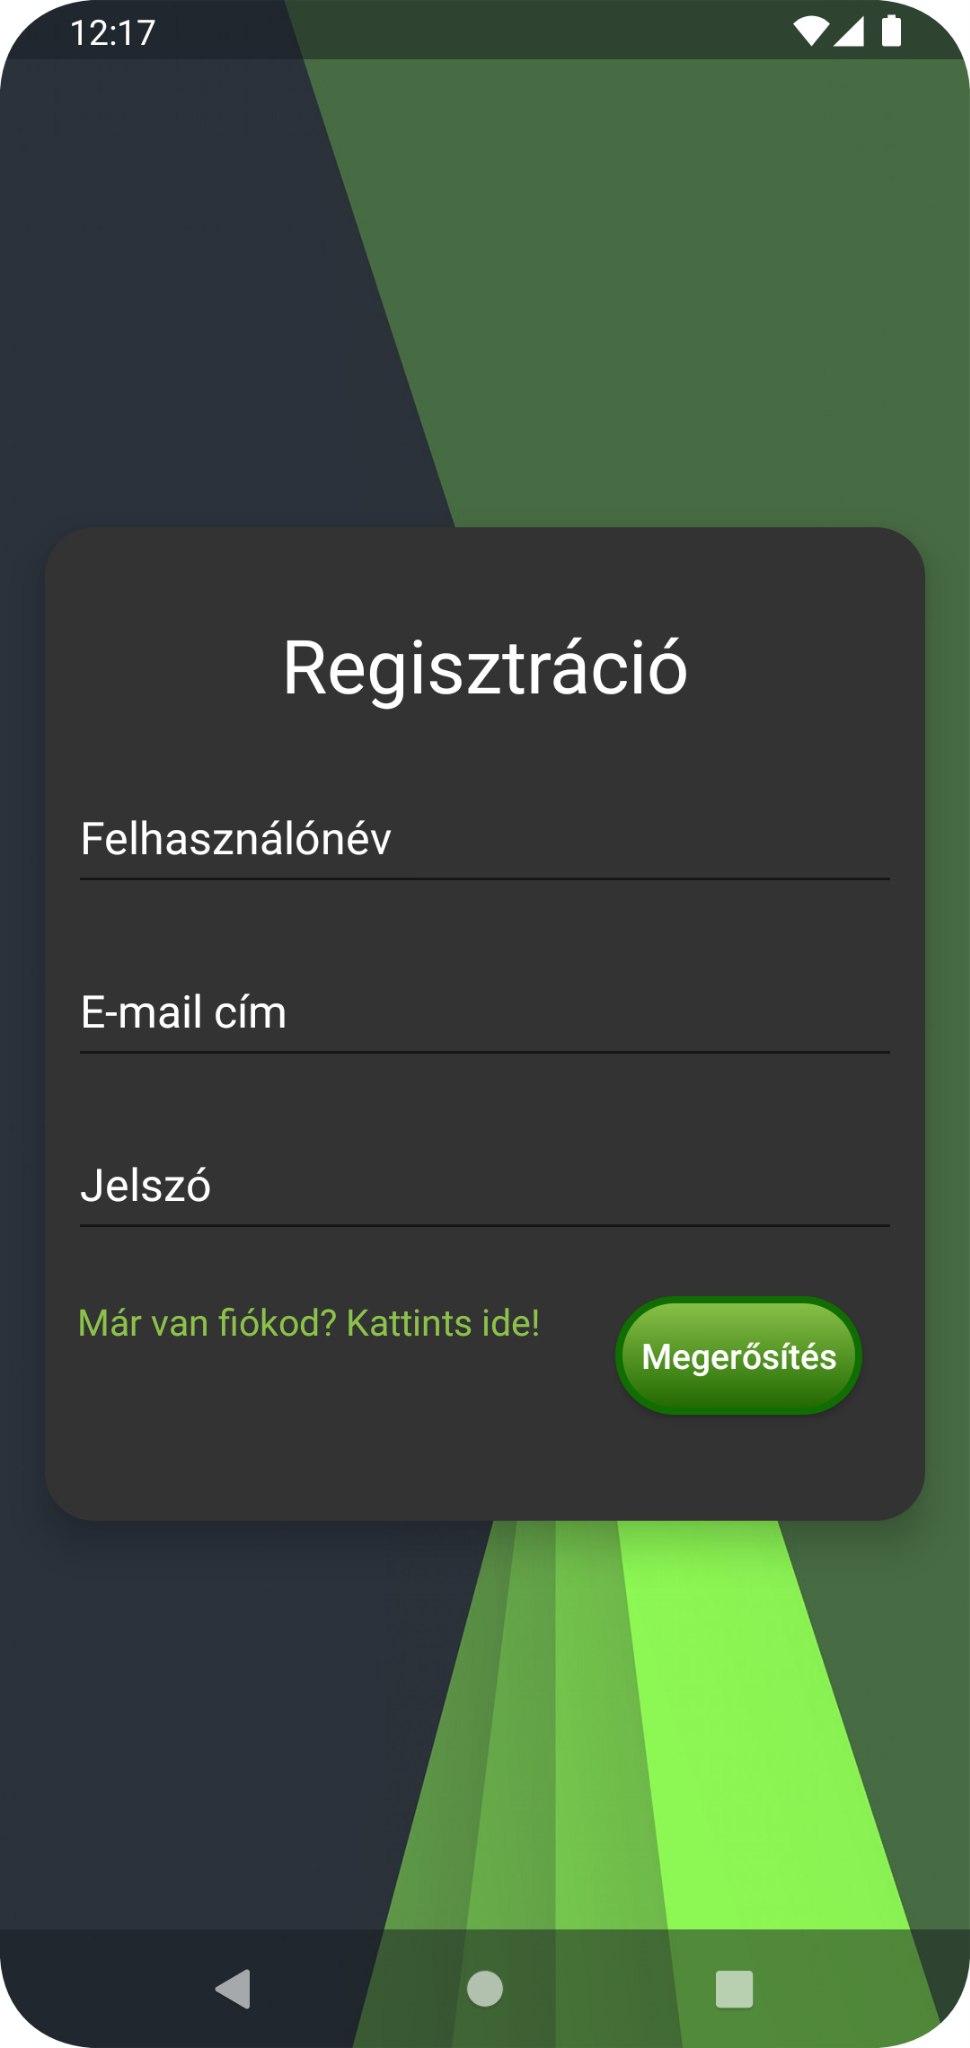 12:17
Regisztráció
Felhasználónév
E-mail cím
Jelszó
Már van fiókod? Kattints ide!
Megerősítés